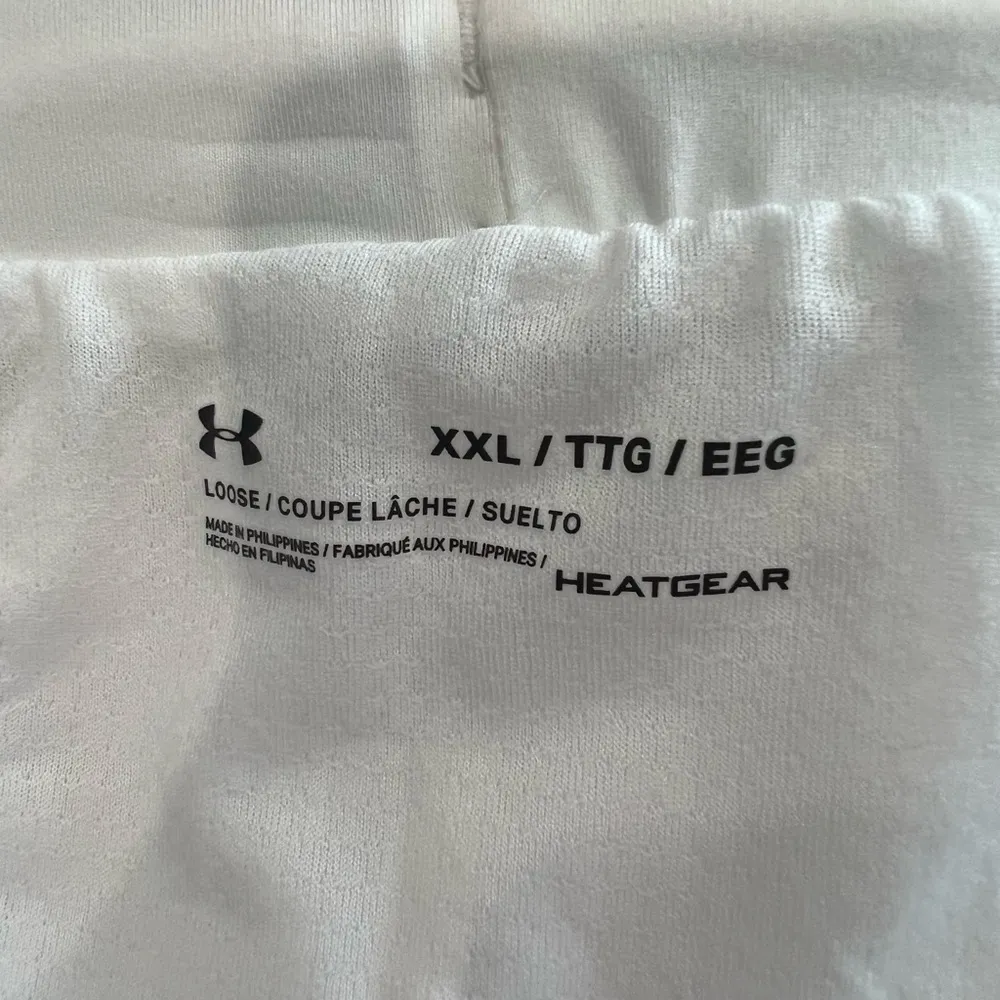 XXL / TTG / EEG
LOOSE / COUPE LÂCHE / SUELTO
MADE IN PHILIPPINES / FABRIQUÉ AUX PHILIPPINES /
HECHO EN FILIPINAS
HEATGEAR